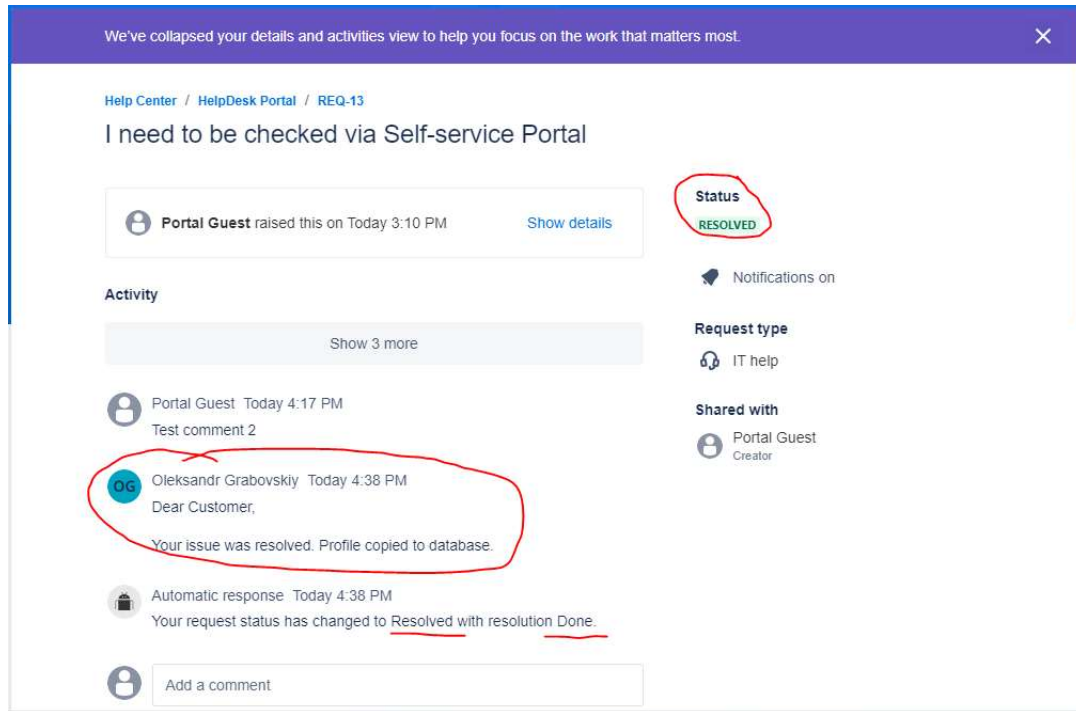 We've collapsed your details and activities view to help you focus on the work that matters most.
Help Center / HelpDesk Portal / REQ-13
I need to be checked via Self-service Portal
Portal Guest raised this on Today 3:10 PM
Show details
Activity
Show 3 more
Portal Guest Today 4:17 PM
Test comment 2
OG
Oleksandr Grabovskiy Today 4:38 PM
Dear Customer,
Your issue was resolved. Profile copied to database.
Automatic response Today 4:38 PM
Your request status has changed to Resolved with resolution Done.
Add a comment
Status
RESOLVED
Notifications on
Request type
IT help
Shared with
Portal Guest
Creator